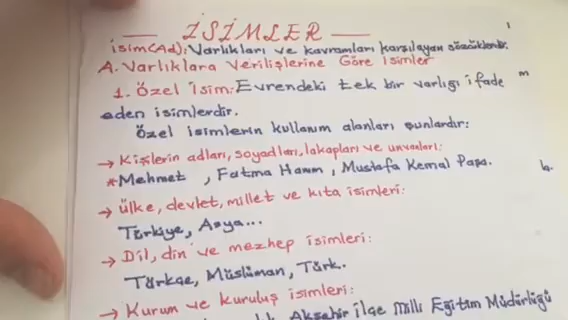 İSİMLER
İsim(Ad): Varlıkları ve kavramları karşılayan sözcüklerdir.
A. Varlıklara Verilişlerine Göre İsimler
1. Özel İsim: Evrendeki tek bir varlığı ifade
eden isimlerdir.
Özel isimlerin kullanım alanları şunlardır:
→ Kişilerin adları, soyadları, lakapları ve unvanları:
*Mehmet, Fatma Hanım, Mustafa Kemal Paşa.
→ Ülke, devlet, millet ve kıta isimleri:
Türkiye, Asya...
→ Dil, din ve mezhep isimleri:
Türkçe, Müslüman, Türk.
→ Kurum ve kuruluş isimleri:
Akşehir ilçe Milli Eğitim Müdürlüğü